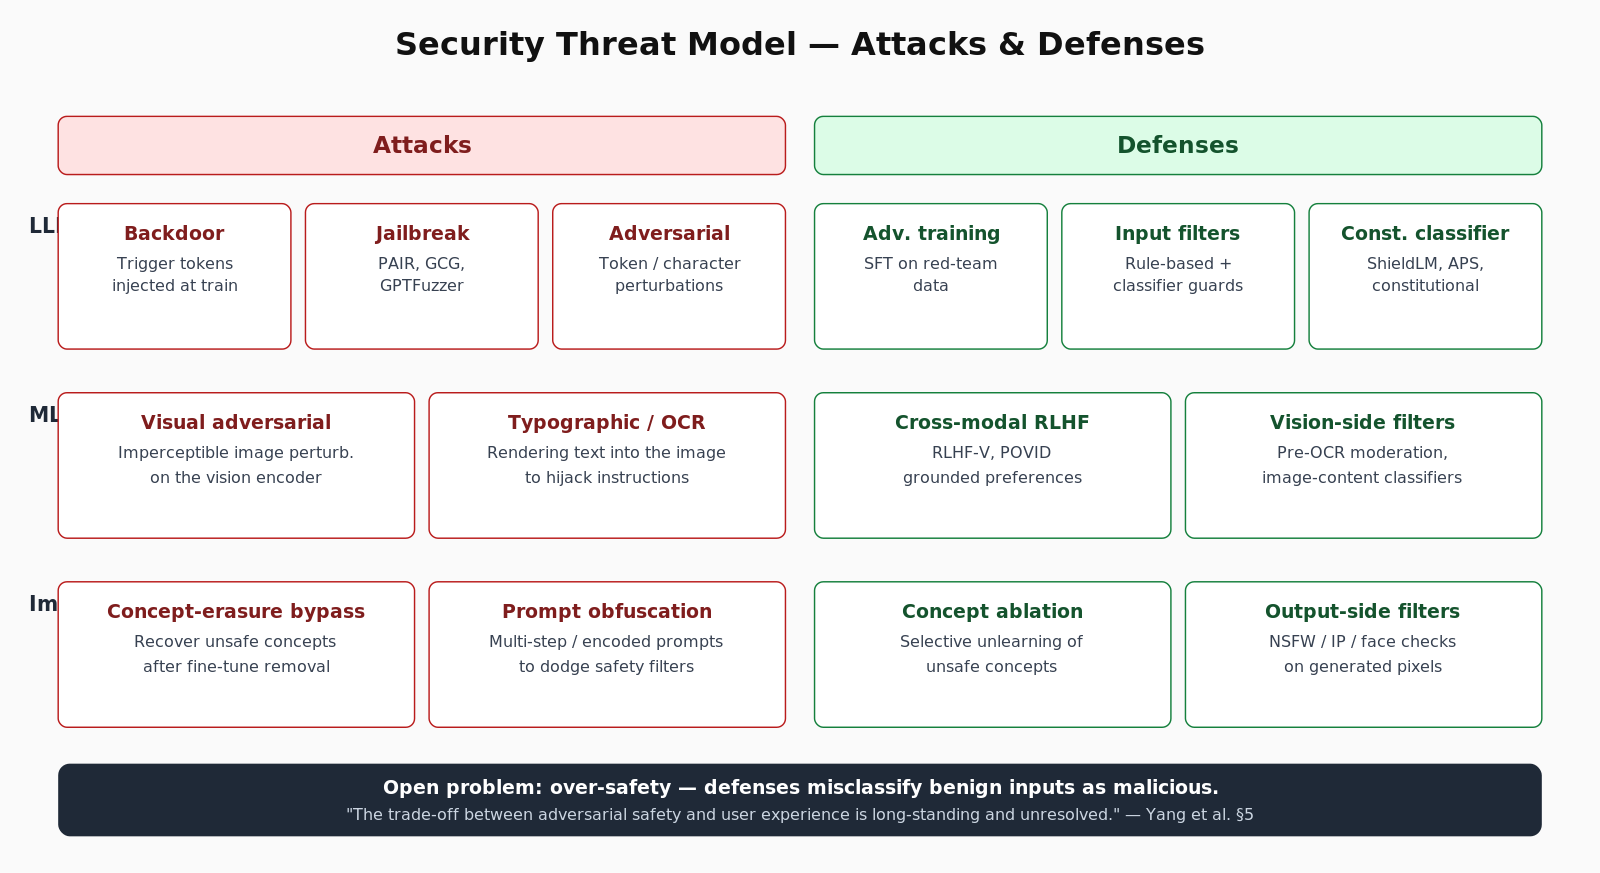 Security Threat Model — Attacks & Defenses
Attacks
Defenses
Backdoor
Trigger tokens
injected at train
Jailbreak
PAIR, GCG,
GPTFuzzer
Adversarial
Token / character
perturbations
Adv. training
SFT on red-team
data
Input filters
Rule-based +
classifier guards
Const. classifier
ShieldLM, APS,
constitutional
Visual adversarial
Imperceptible image perturb.
on the vision encoder
Typographic / OCR
Rendering text into the image
to hijack instructions
Cross-modal RLHF
RLHF-V, POVID
grounded preferences
Vision-side filters
Pre-OCR moderation,
image-content classifiers
Concept-erasure bypass
Recover unsafe concepts
after fine-tune removal
Prompt obfuscation
Multi-step / encoded prompts
to dodge safety filters
Concept ablation
Selective unlearning of
unsafe concepts
Output-side filters
NSFW / IP / face checks
on generated pixels
Open problem: over-safety — defenses misclassify benign inputs as malicious.
"The trade-off between adversarial safety and user experience is long-standing and unresolved." — Yang et al. §5